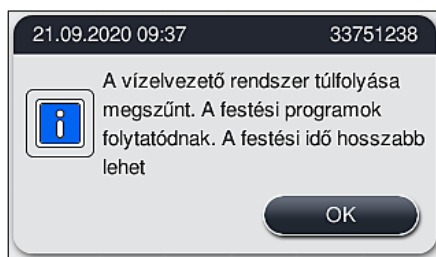 21.09.2020 09:37 33751238
A vízelvezető rendszer túlfolyása
megszűnt. A festési programok
folytatódnak. A festési idő hosszabb
lehet
OK